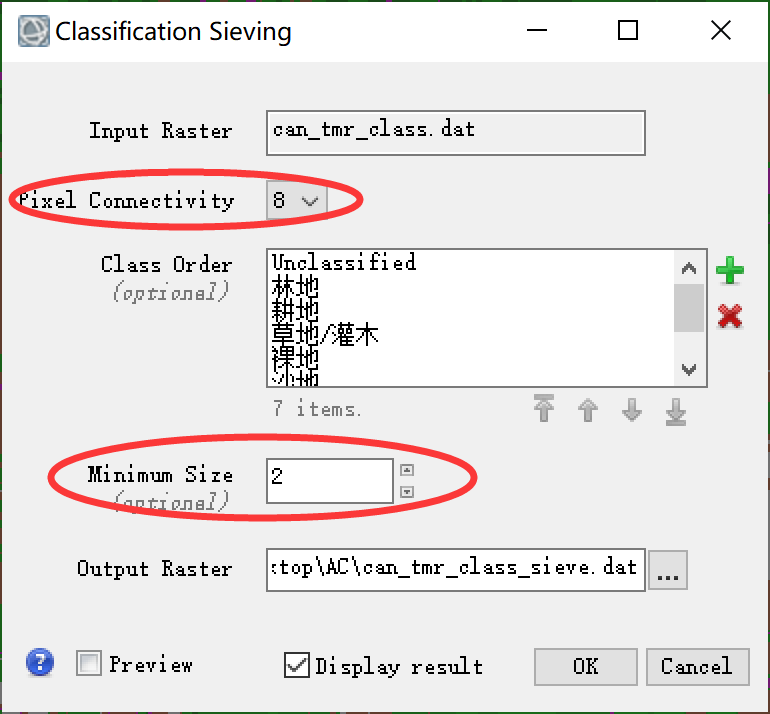 Classification Sieving
Input Raster can_tmr_class.dat
Pixel Connectivity 8
Class Order
(optional)
Unclassified
林地
耕地
草地/灌木
裸地
沙地
7 items.
Minimum Size 2
(optional)
Output Raster top\AC\can_tmr_class_sieve.dat ...
? Preview Display result OK Cancel